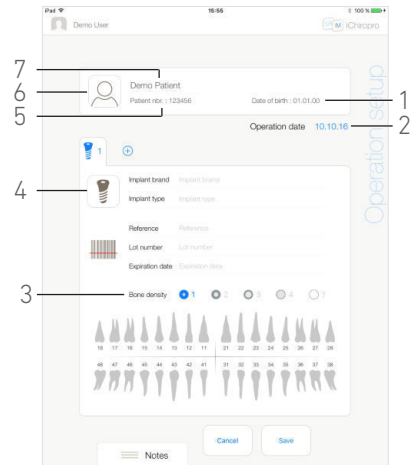 iPad 15:55 100 %
Demo User M iChiropro
7 Demo Patient
6
Patient nbr. : 123456 Date of birth : 01.01.00 1
5
Operation date 10.10.16 2
Operation setup
1
4 Implant brand Implant brand
Implant type Implant type
Reference Reference
Lot number Lot number
Expiration date Expiration date
3 Bone density 1 2 3 4
18 17 16 15 14 13 12 11 21 22 23 24 25 26 27 28
48 47 46 45 44 43 42 41 31 32 33 34 35 36 37 38
Cancel Save
Notes